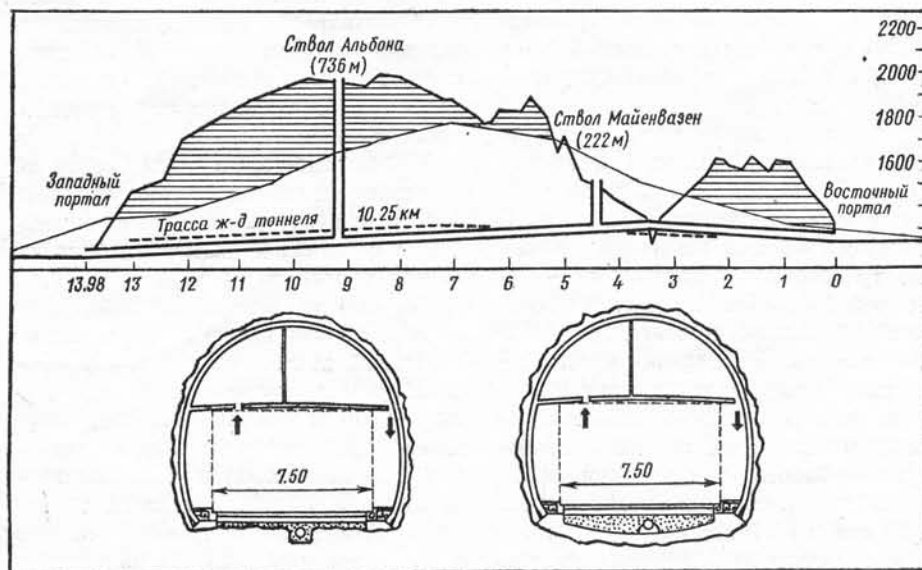 2200
Ствол Альбона
(736 м)
2000
1800
Ствол Майенвазен
(222 м)
1600
Западный
портал
Восточный
портал
Трасса ж-д тоннеля
10.25 км
13.98 13 12 11 10 9 8 7 6 5 4 3 2 1 0
7.50
7.50